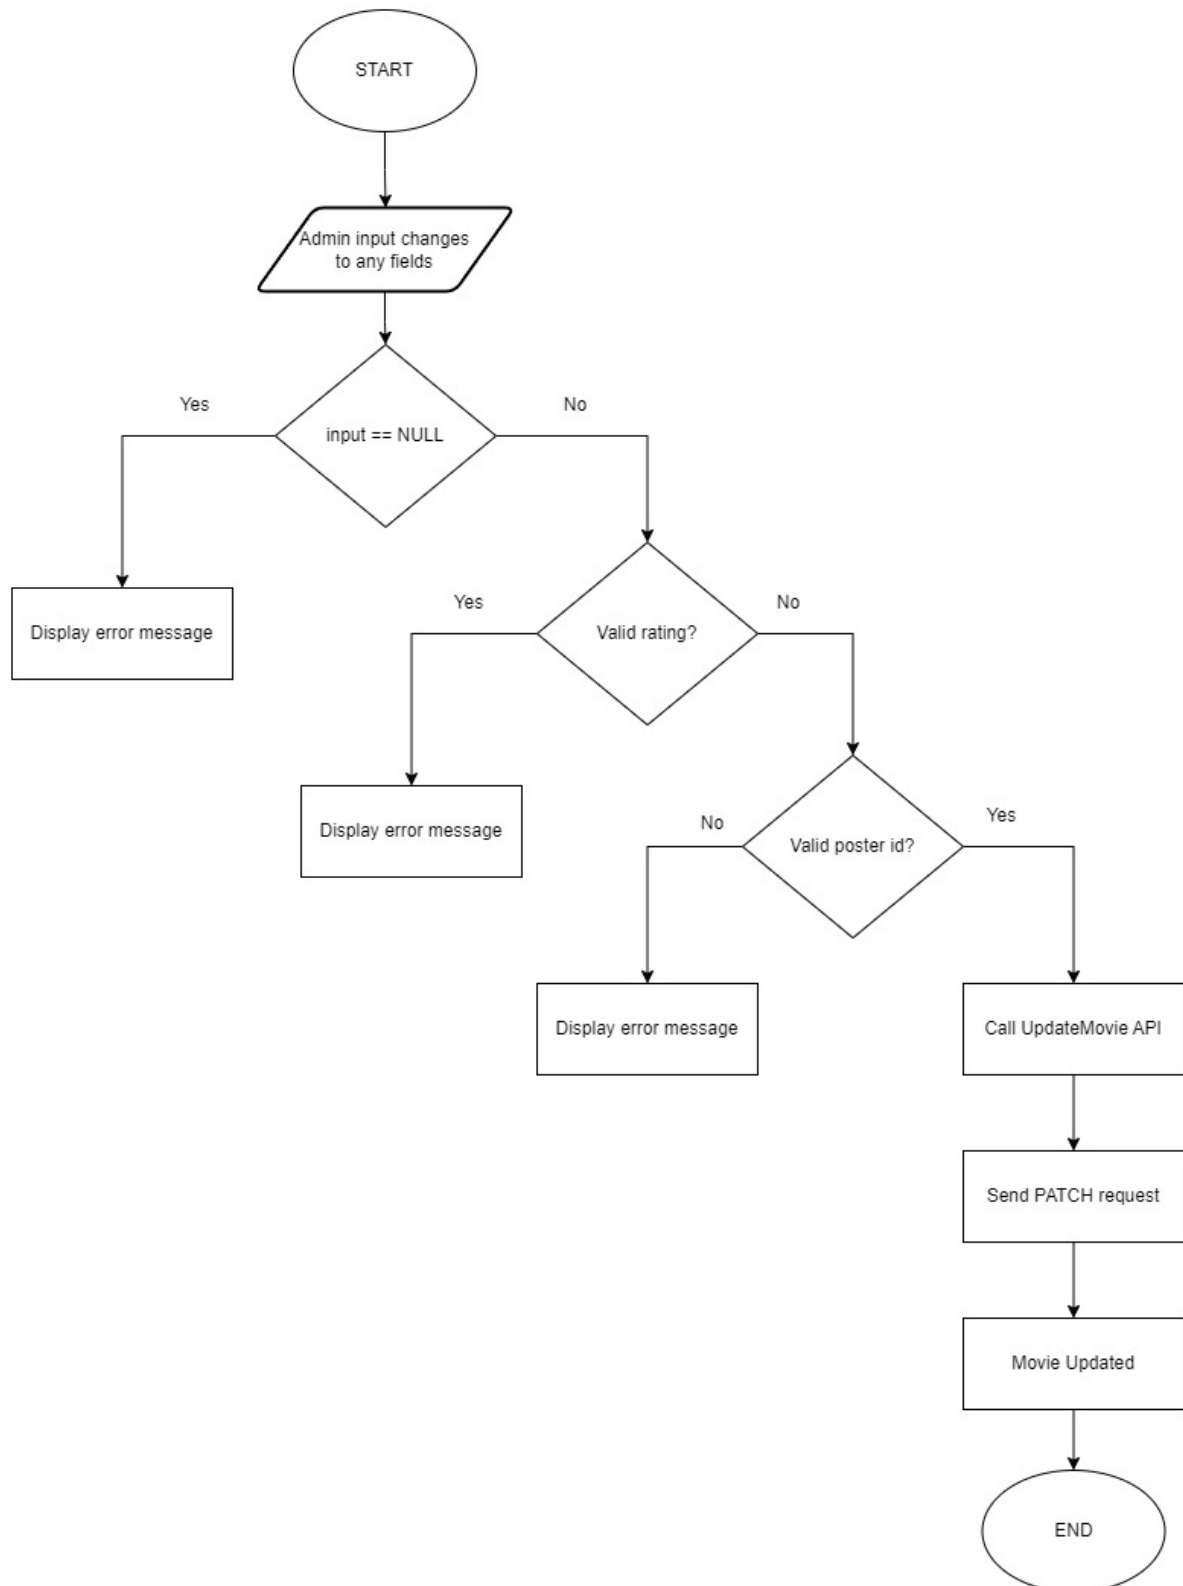 START
Admin input changes
to any fields
Yes
No
input == NULL
Yes
No
Display error message
Valid rating?
No
Yes
Display error message
Valid poster id?
Display error message
Call UpdateMovie API
Send PATCH request
Movie Updated
END